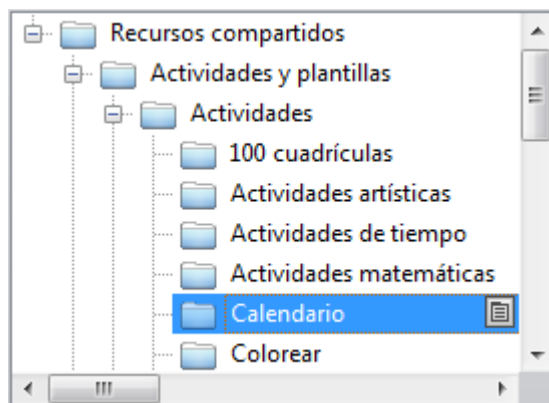 Recursos compartidos
Actividades y plantillas
Actividades
100 cuadrículas
Actividades artísticas
Actividades de tiempo
Actividades matemáticas
Calendario
Colorear